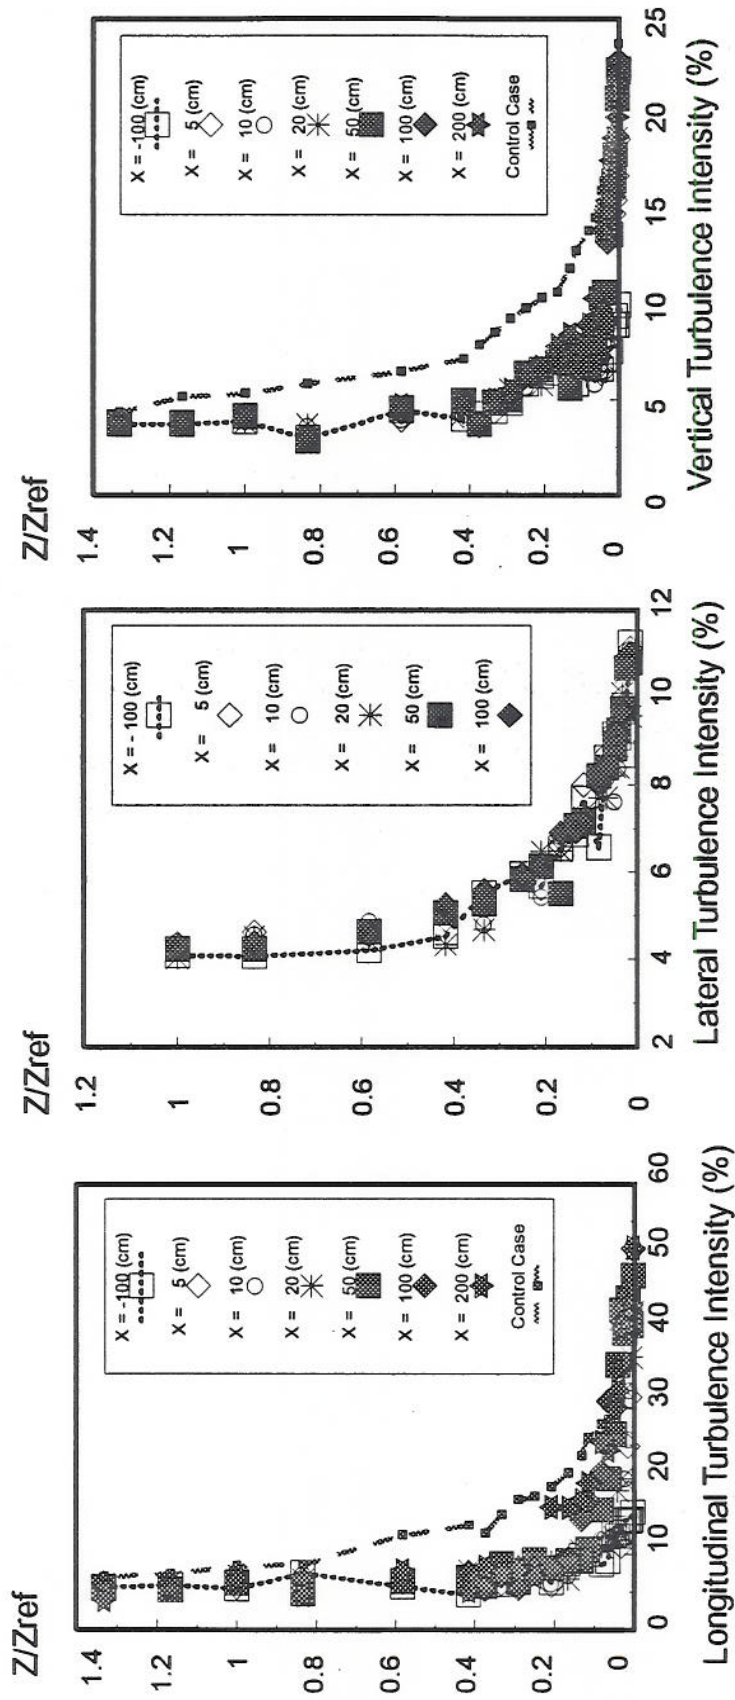 Z/Zref
1.4
1.2
1
0.8
0.6
0.4
0.2
0
0 5 10 15 20 25
Vertical Turbulence Intensity (%)
X = -100 (cm)
X = 5 (cm)
X = 10 (cm)
X = 20 (cm)
X = 50 (cm)
X = 100 (cm)
X = 200 (cm)
Control Case
Z/Zref
1.2
1
0.8
0.6
0.4
0.2
0
2 4 6 8 10 12
Lateral Turbulence Intensity (%)
X = - 100 (cm)
X = 5 (cm)
X = 10 (cm)
X = 20 (cm)
X = 50 (cm)
X = 100 (cm)
Z/Zref
1.4
1.2
1
0.8
0.6
0.4
0.2
0
0 10 20 30 40 50 60
Longitudinal Turbulence Intensity (%)
X = -100 (cm)
X = 5 (cm)
X = 10 (cm)
X = 20 (cm)
X = 50 (cm)
X = 100 (cm)
X = 200 (cm)
Control Case